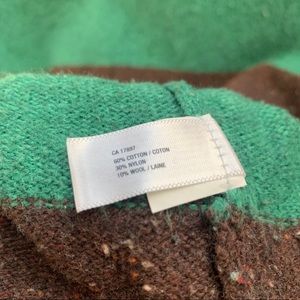 CA 17897
60% COTTON / COTON
30% NYLON
10% WOOL / LAINE